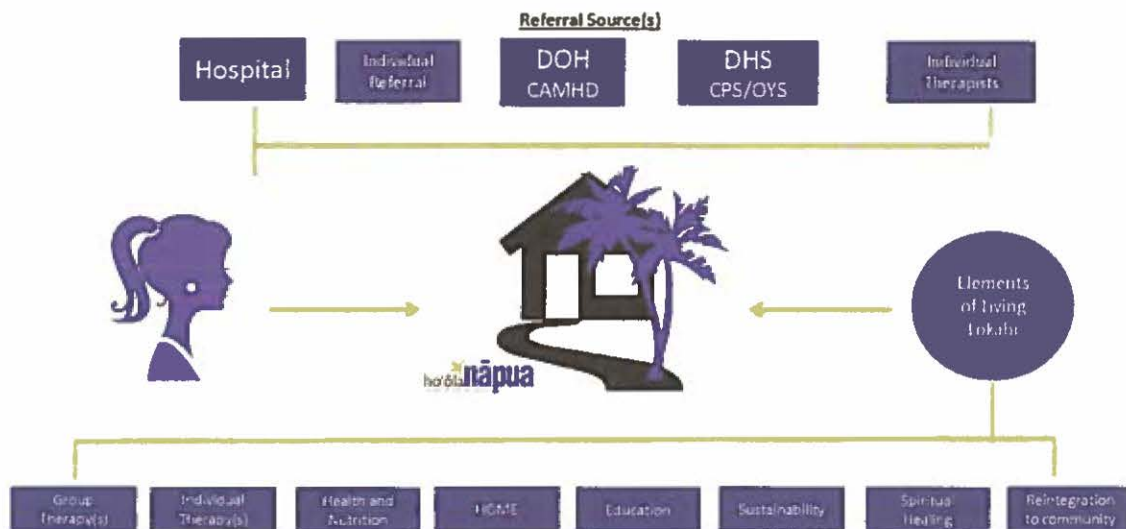 Referral Source(s)
Hospital
Individual
Referral
DOH
CAMHD
DHS
CPS/OYS
Individual
Therapists
Elements
of Living
Lokahi
ho'ōla nāpua
Group
Therapy(s)
Individual
Therapy(s)
Health and
Nutrition
HOME
Education
Sustainability
Spiritual
Healing
Reintegration
to community